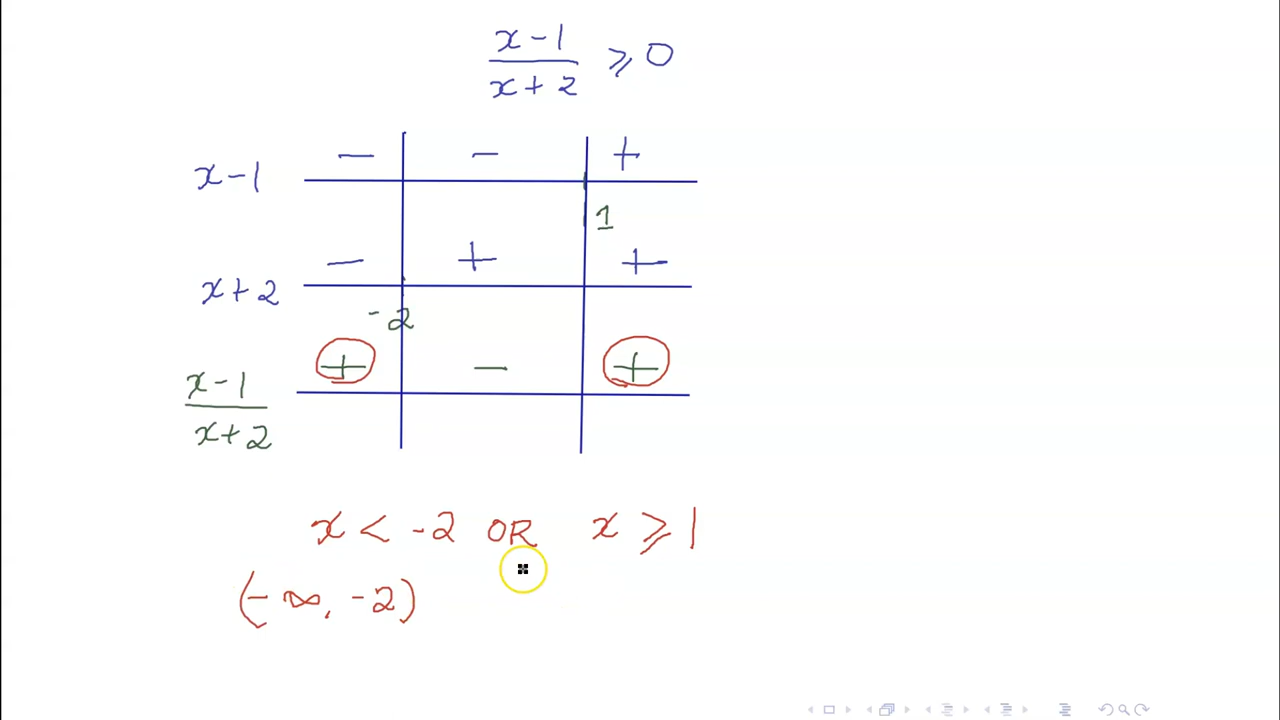 x-1
x+2 ⩾ 0
- - +
x-1
1
- + +
x+2
-2
+ - +
x-1
x+2
x < -2 OR x ⩾ 1
(-∞, -2)